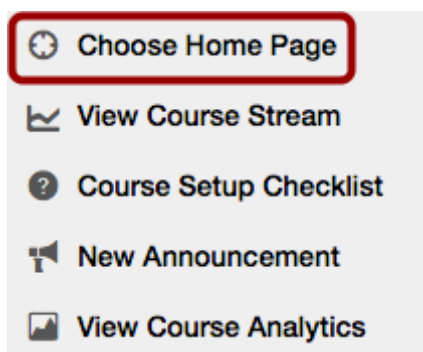 Choose Home Page
View Course Stream
Course Setup Checklist
New Announcement
View Course Analytics